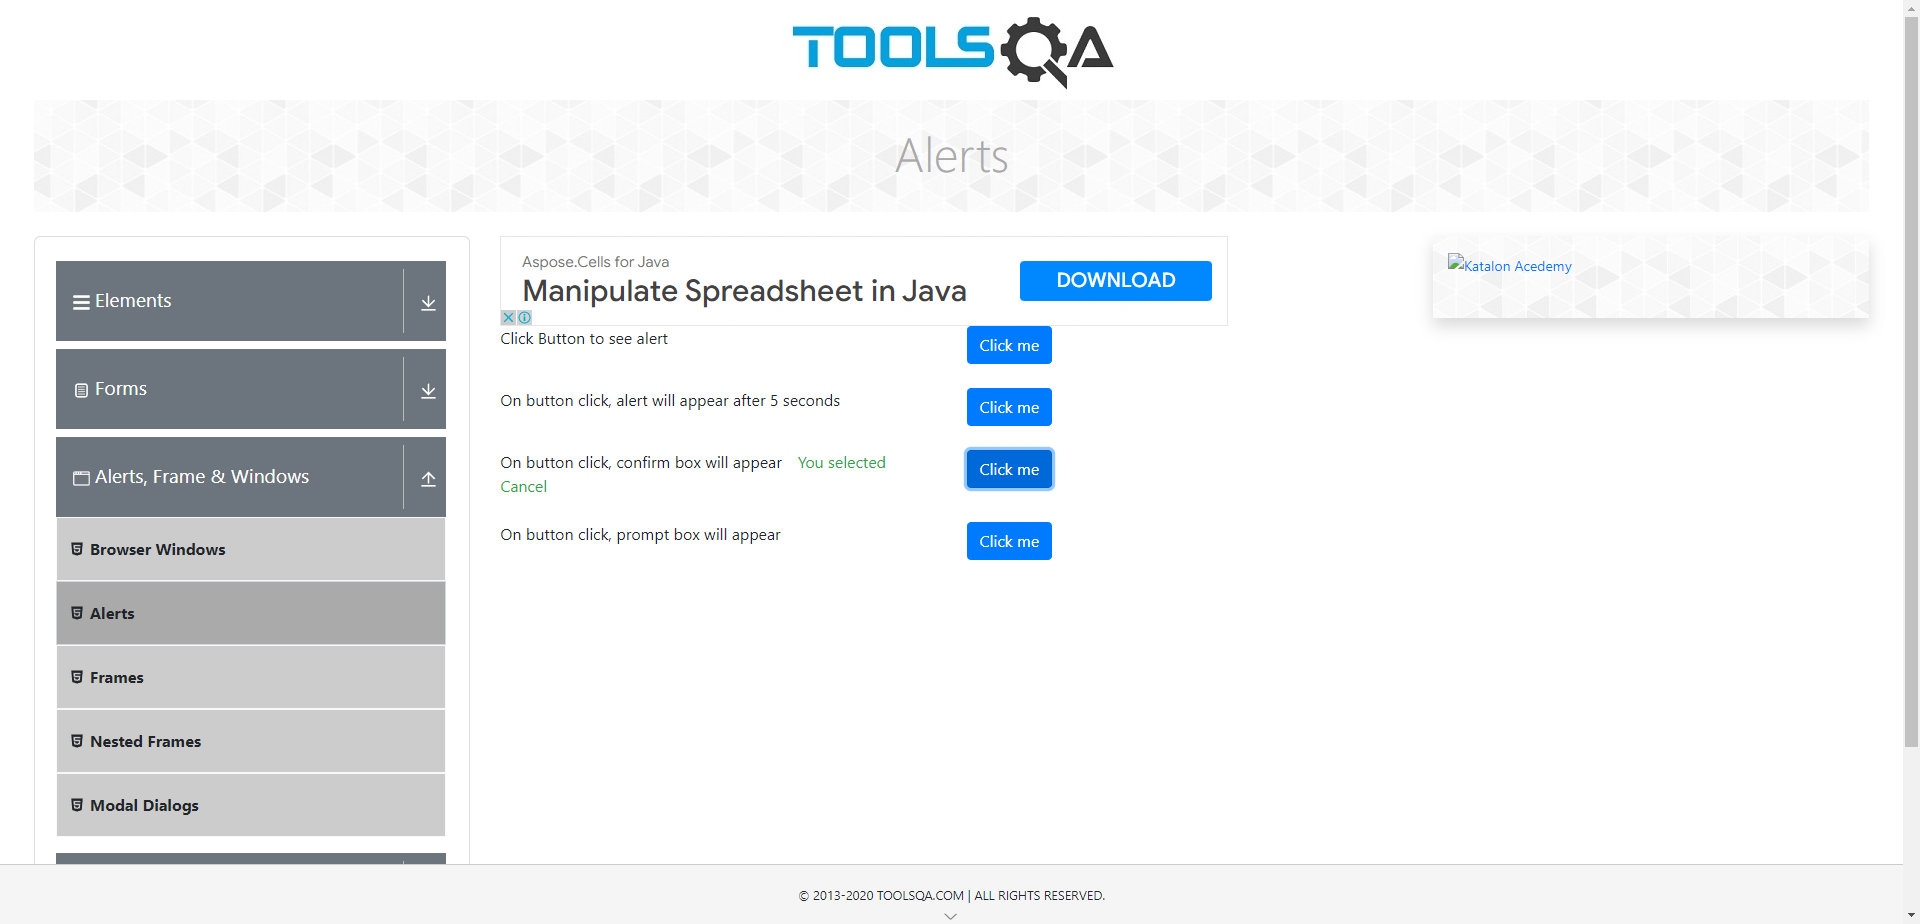 TOOLSQA
Alerts
Elements
Forms
Alerts, Frame & Windows
Browser Windows
Alerts
Frames
Nested Frames
Modal Dialogs
Aspose.Cells for Java
Manipulate Spreadsheet in Java
DOWNLOAD
Click Button to see alert
Click me
On button click, alert will appear after 5 seconds
Click me
On button click, confirm box will appear You selected
Cancel
Click me
On button click, prompt box will appear
Click me
Katalon Acedemy
© 2013-2020 TOOLSQA.COM | ALL RIGHTS RESERVED.